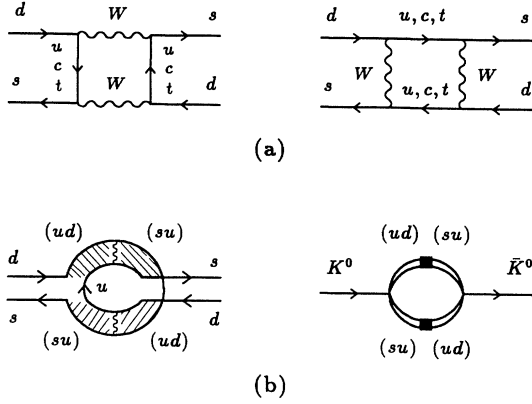 d W s
u c t
u c t
s W d
u, c, t
d s
W W
u, c, t
s d
(a)
(ud) (su)
d s
u
s d
(su) (ud)
(ud) (su)
K⁰ K̄⁰
(su) (ud)
(b)